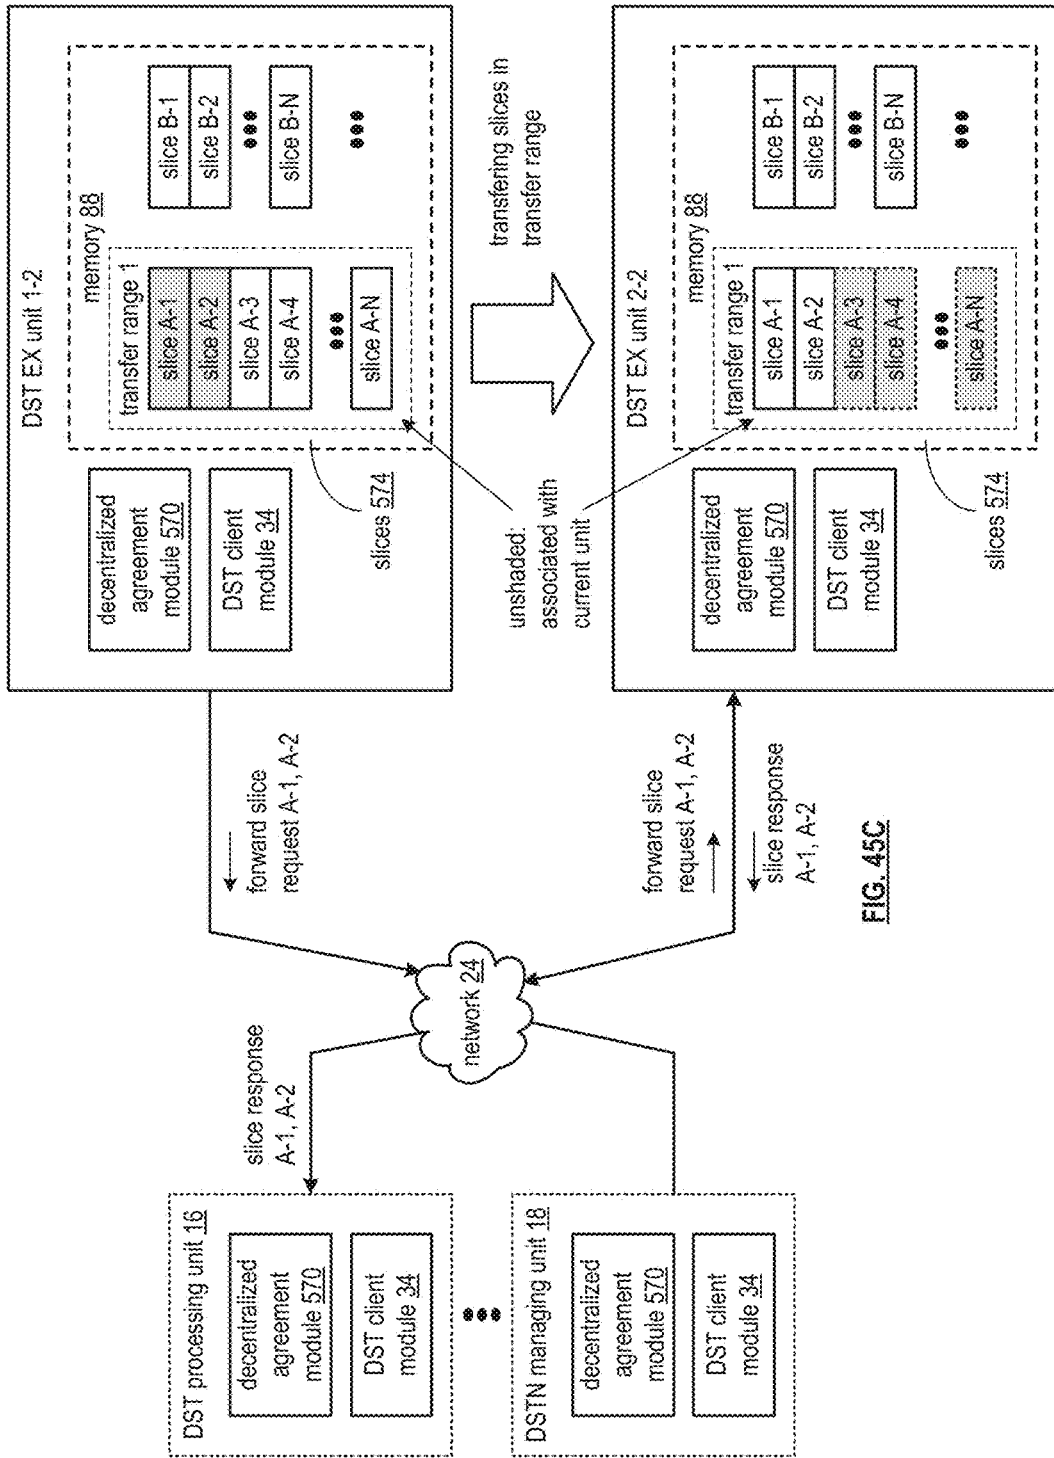 DST processing unit 16
decentralized
agreement
module 570
DST client
module 34
DSTN managing unit 18
decentralized
agreement
module 570
DST client
module 34
slice response
A-1, A-2
network 24
forward slice
request A-1, A-2
forward slice
request A-1, A-2
slice response
A-1, A-2
DST EX unit 1-2
decentralized
agreement
module 570
DST client
module 34
memory 88
transfer range 1
slice A-1
slice A-2
slice A-3
slice A-4
slice A-N
slice B-1
slice B-2
slice B-N
slices 574
unshaded:
associated with
current unit
transfering slices in
transfer range
DST EX unit 2-2
decentralized
agreement
module 570
DST client
module 34
memory 88
transfer range 1
slice A-1
slice A-2
slice A-3
slice A-4
slice A-N
slice B-1
slice B-2
slice B-N
slices 574
FIG. 45C